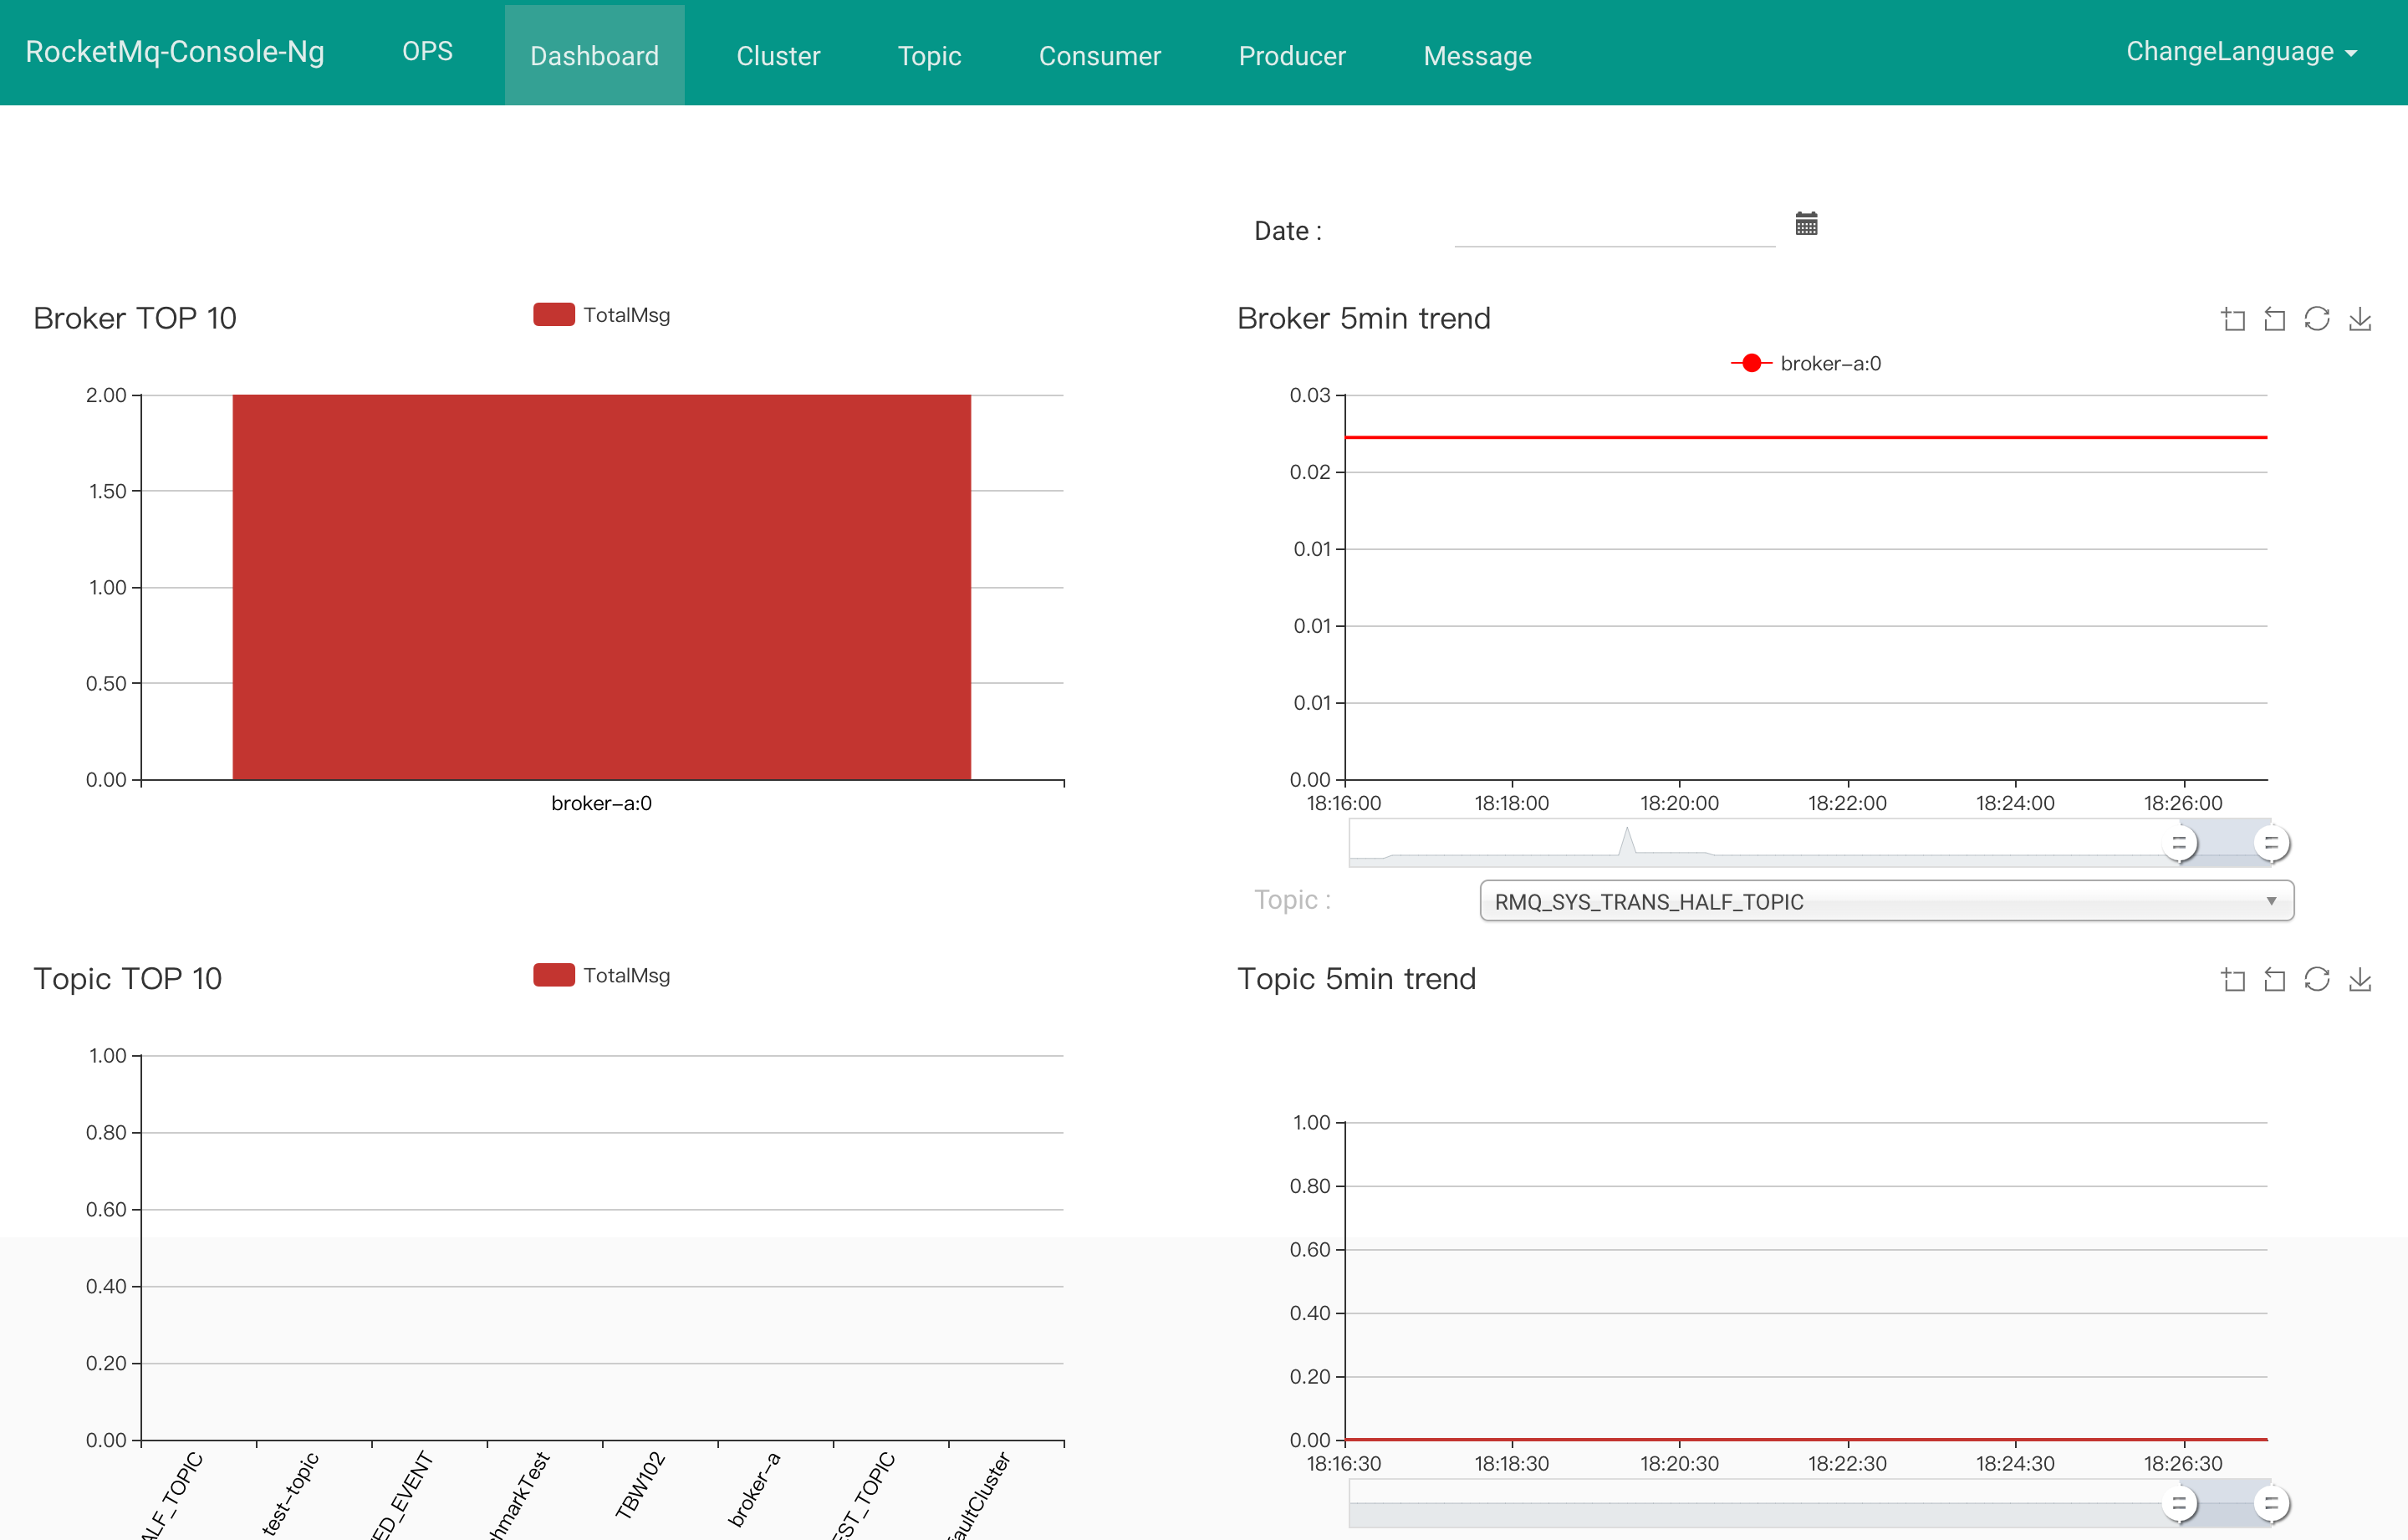 RocketMq-Console-Ng OPS Dashboard Cluster Topic Consumer Producer Message ChangeLanguage
Date :
Broker TOP 10
TotalMsg
2.00
1.50
1.00
0.50
0.00
broker-a:0
Broker 5min trend
broker-a:0
0.03
0.02
0.01
0.01
0.01
0.00
18:16:00 18:18:00 18:20:00 18:22:00 18:24:00 18:26:00
Topic :
RMQ_SYS_TRANS_HALF_TOPIC
Topic TOP 10
TotalMsg
1.00
0.80
0.60
0.40
0.20
0.00
ALF_TOPIC
test-topic
ED_EVENT
hmarkTest
TBW102
broker-a
EST_TOPIC
aultCluster
Topic 5min trend
1.00
0.80
0.60
0.40
0.20
0.00
18:16:30 18:18:30 18:20:30 18:22:30 18:24:30 18:26:30